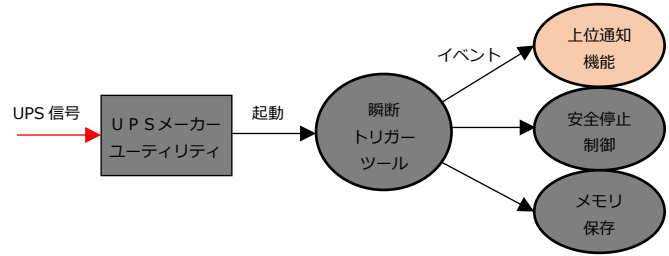 UPS 信号
ＵＰＳメーカー
ユーティリティ
起動
瞬断
トリガー
ツール
イベント
上位通知
機能
安全停止
制御
メモリ
保存